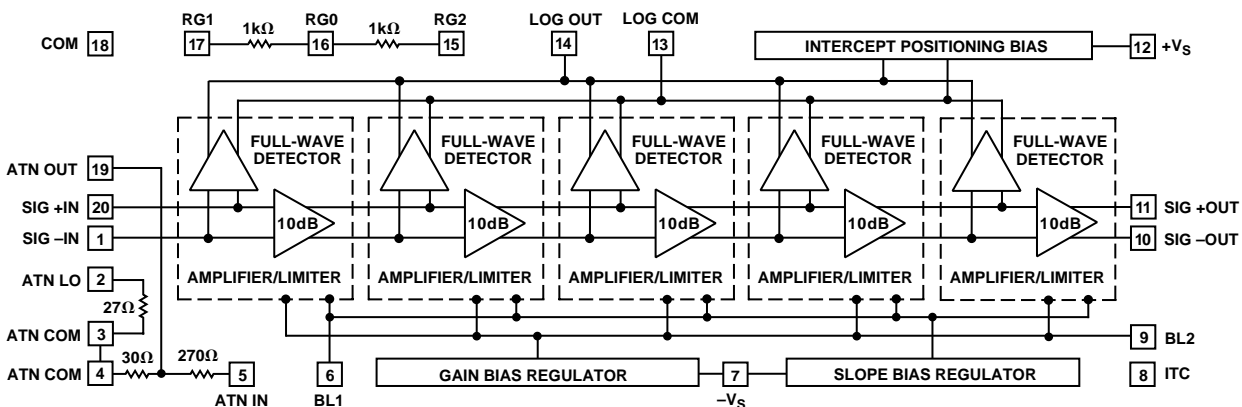 RG1 RG0 RG2 LOG OUT LOG COM
1kΩ 1kΩ
COM 18 17 16 15 14 13 INTERCEPT POSITIONING BIAS 12 +VS
FULL-WAVE DETECTOR FULL-WAVE DETECTOR FULL-WAVE DETECTOR FULL-WAVE DETECTOR FULL-WAVE DETECTOR
ATN OUT 19
SIG +IN 20 11 SIG +OUT
10dB 10dB 10dB 10dB 10dB
SIG –IN 1 10 SIG –OUT
AMPLIFIER/LIMITER AMPLIFIER/LIMITER AMPLIFIER/LIMITER AMPLIFIER/LIMITER AMPLIFIER/LIMITER
ATN LO 2
27Ω
ATN COM 3 9 BL2
30Ω 270Ω
ATN COM 4 5 6 GAIN BIAS REGULATOR 7 SLOPE BIAS REGULATOR 8 ITC
ATN IN BL1 –VS